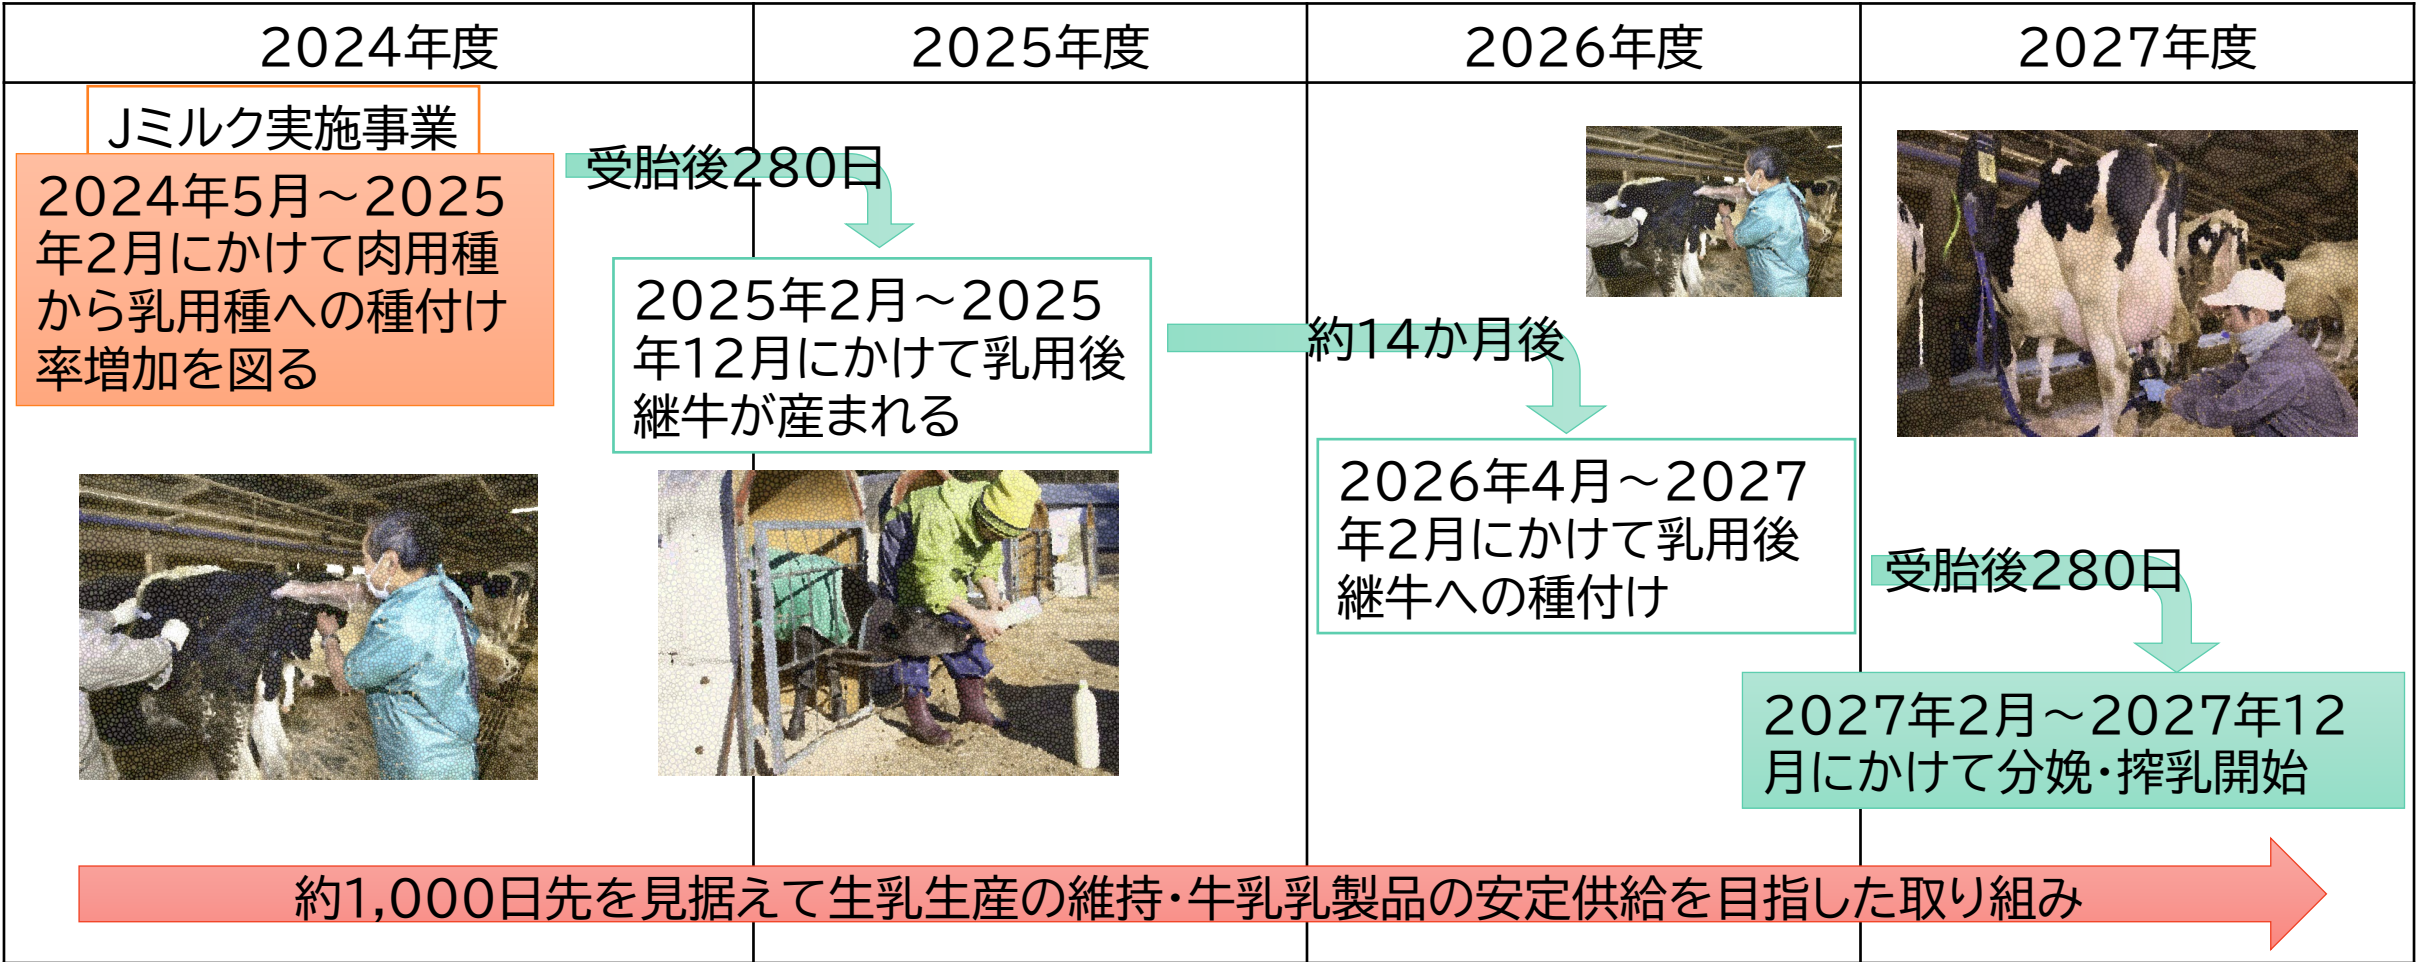 2024年度
2025年度
2026年度
2027年度
Jミルク実施事業
2024年5月～2025
年2月にかけて肉用種
から乳用種への種付け
率増加を図る
受胎後280日
2025年2月～2025
年12月にかけて乳用後
継牛が産まれる
約14か月後
2026年4月～2027
年2月にかけて乳用後
継牛への種付け
受胎後280日
2027年2月～2027年12
月にかけて分娩・搾乳開始
約1,000日先を見据えて生乳生産の維持・牛乳乳製品の安定供給を目指した取り組み